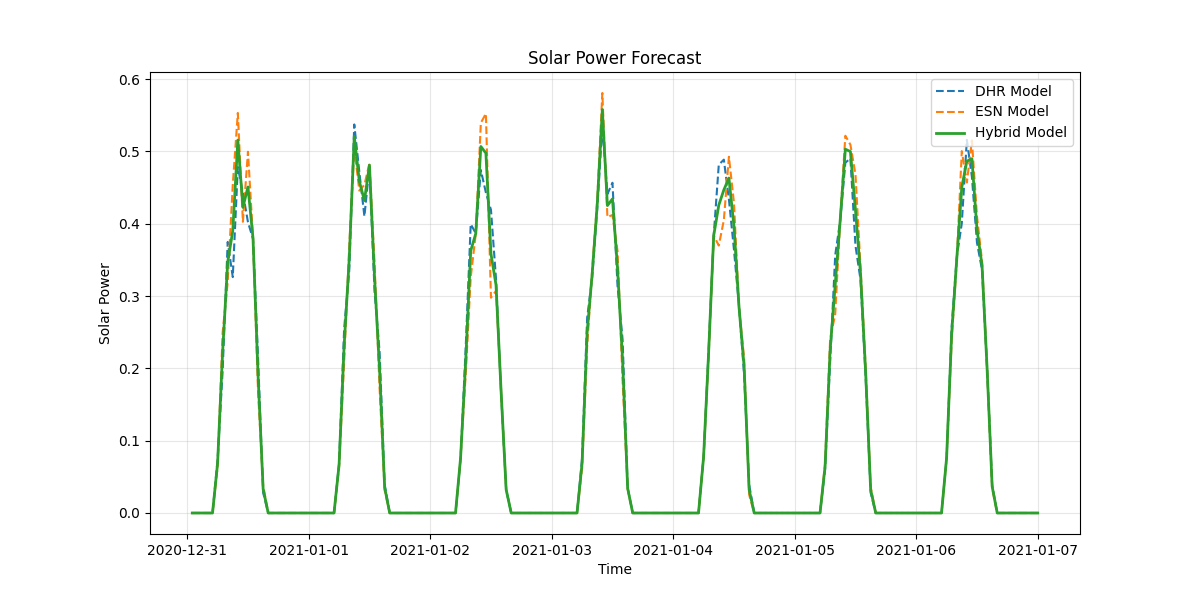 Solar Power Forecast
DHR Model
ESN Model
Hybrid Model
Solar Power
0.6
0.5
0.4
0.3
0.2
0.1
0.0
2020-12-31
2021-01-01
2021-01-02
2021-01-03
2021-01-04
2021-01-05
2021-01-06
2021-01-07
Time